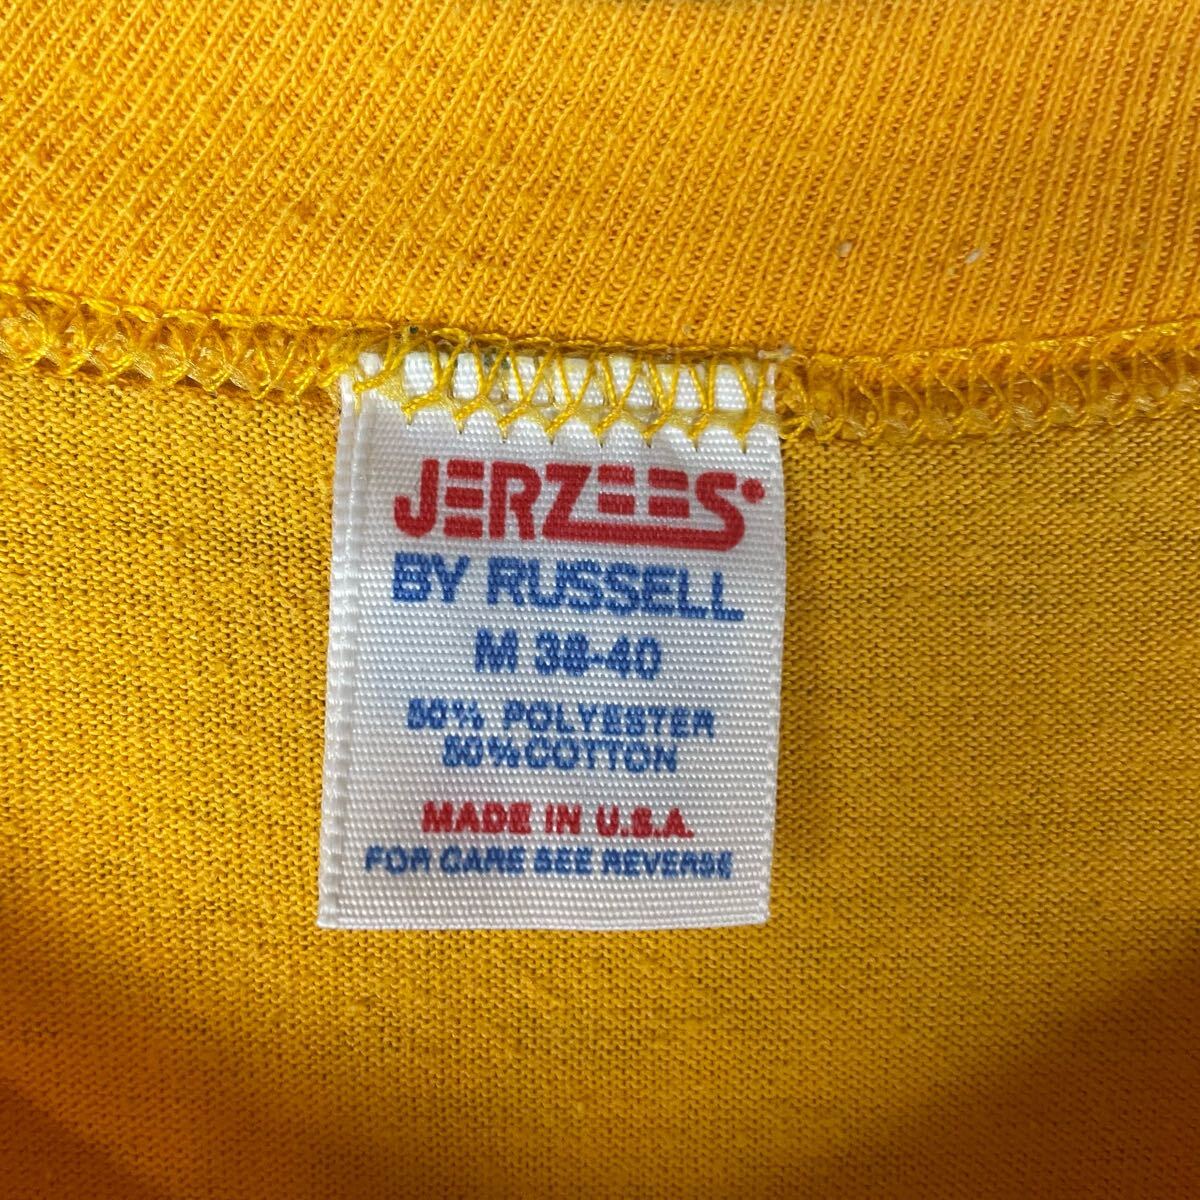 JERZEES
BY RUSSELL
M 38-40
50% POLYESTER
50% COTTON
MADE IN U.S.A.
FOR CARE SEE REVERSE